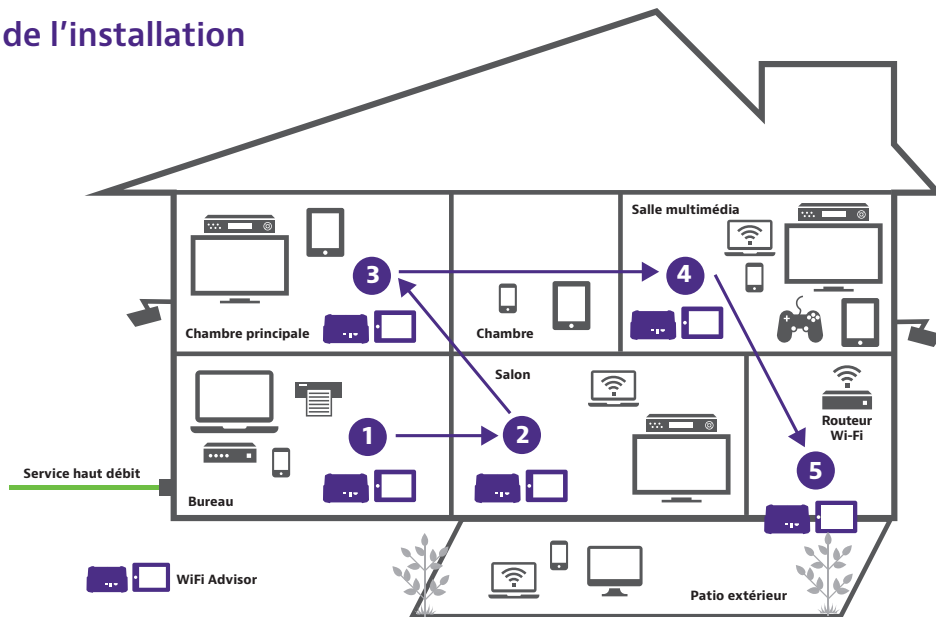 de l’installation
Salle multimédia
3
4
Chambre principale
Chambre
Salon
1
2
Routeur
Wi-Fi
5
Service haut débit
Bureau
WiFi Advisor
Patio extérieur